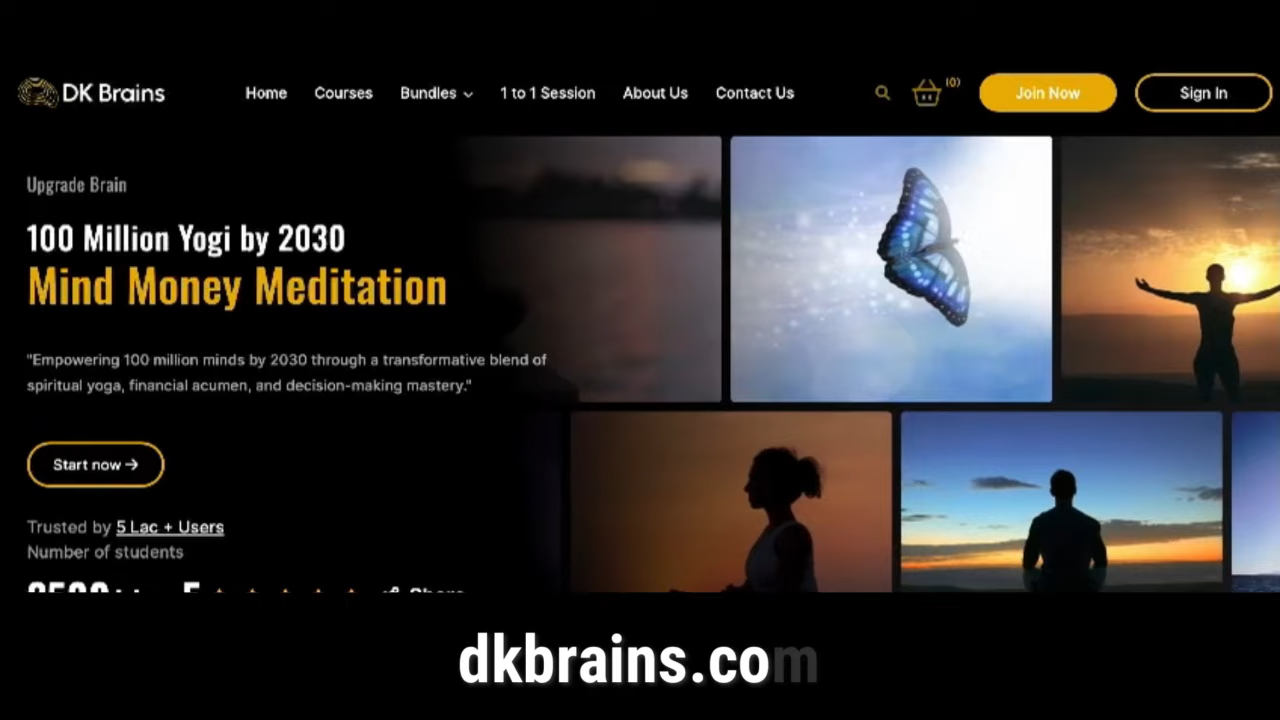 DK Brains
Home Courses Bundles 1 to 1 Session About Us Contact Us
(0)
Join Now
Sign In
Upgrade Brain
100 Million Yogi by 2030
Mind Money Meditation
"Empowering 100 million minds by 2030 through a transformative blend of
spiritual yoga, financial acumen, and decision-making mastery."
Start now →
Trusted by 5 Lac + Users
Number of students
dkbrains.com